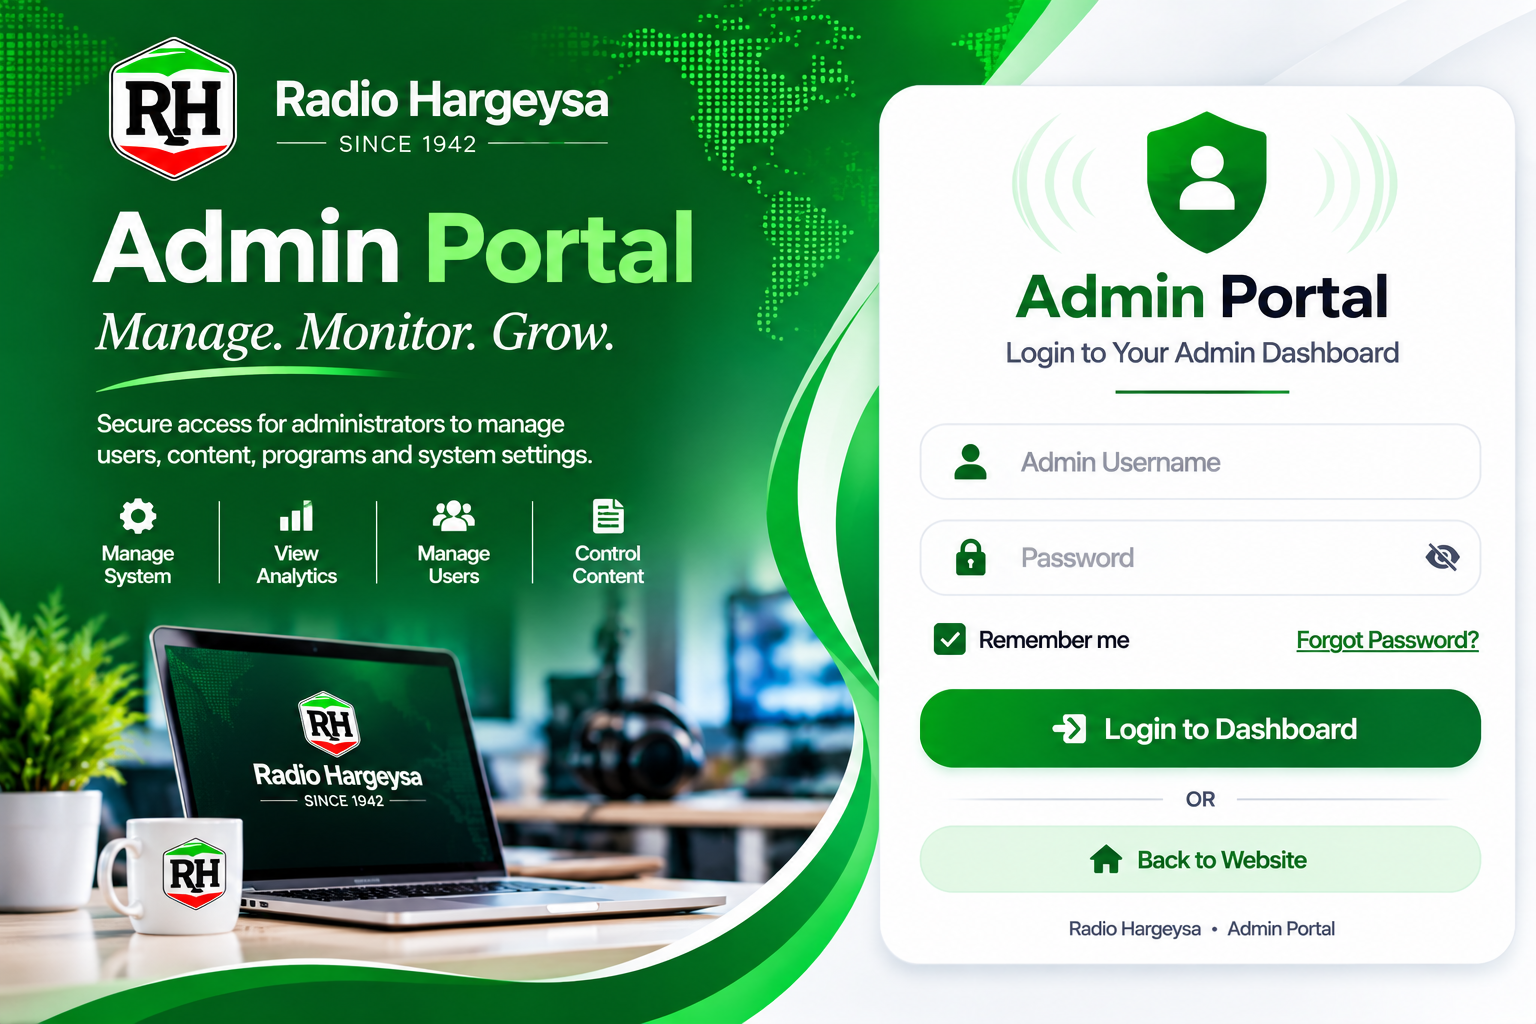 RH
Radio Hargeysa
SINCE 1942
Admin Portal
Manage. Monitor. Grow.
Secure access for administrators to manage
users, content, programs and system settings.
Manage
System
View
Analytics
Manage
Users
Control
Content
RH
Radio Hargeysa
SINCE 1942
RH
Admin Portal
Login to Your Admin Dashboard
Admin Username
Password
Remember me
Forgot Password?
Login to Dashboard
OR
Back to Website
Radio Hargeysa • Admin Portal